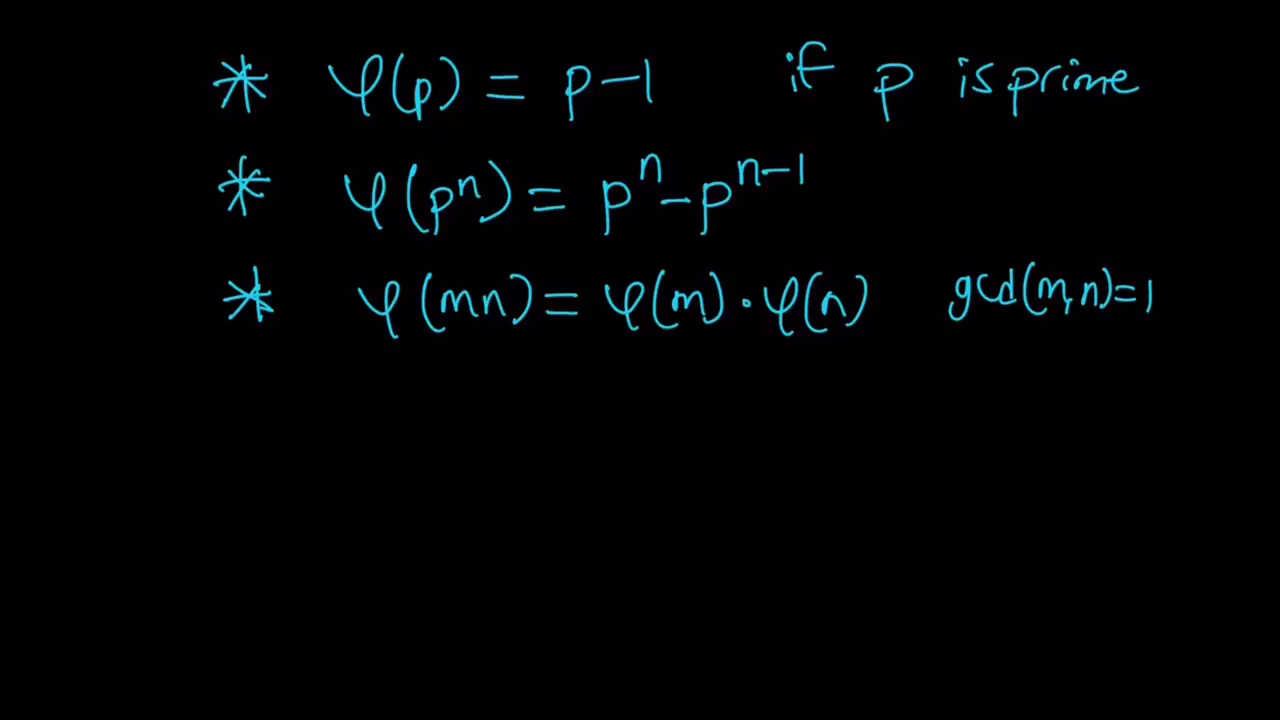 * φ(p) = p-1 if p is prime
* φ(pⁿ) = pⁿ - pⁿ⁻¹
* φ(mn) = φ(m) · φ(n) gcd(m,n)=1